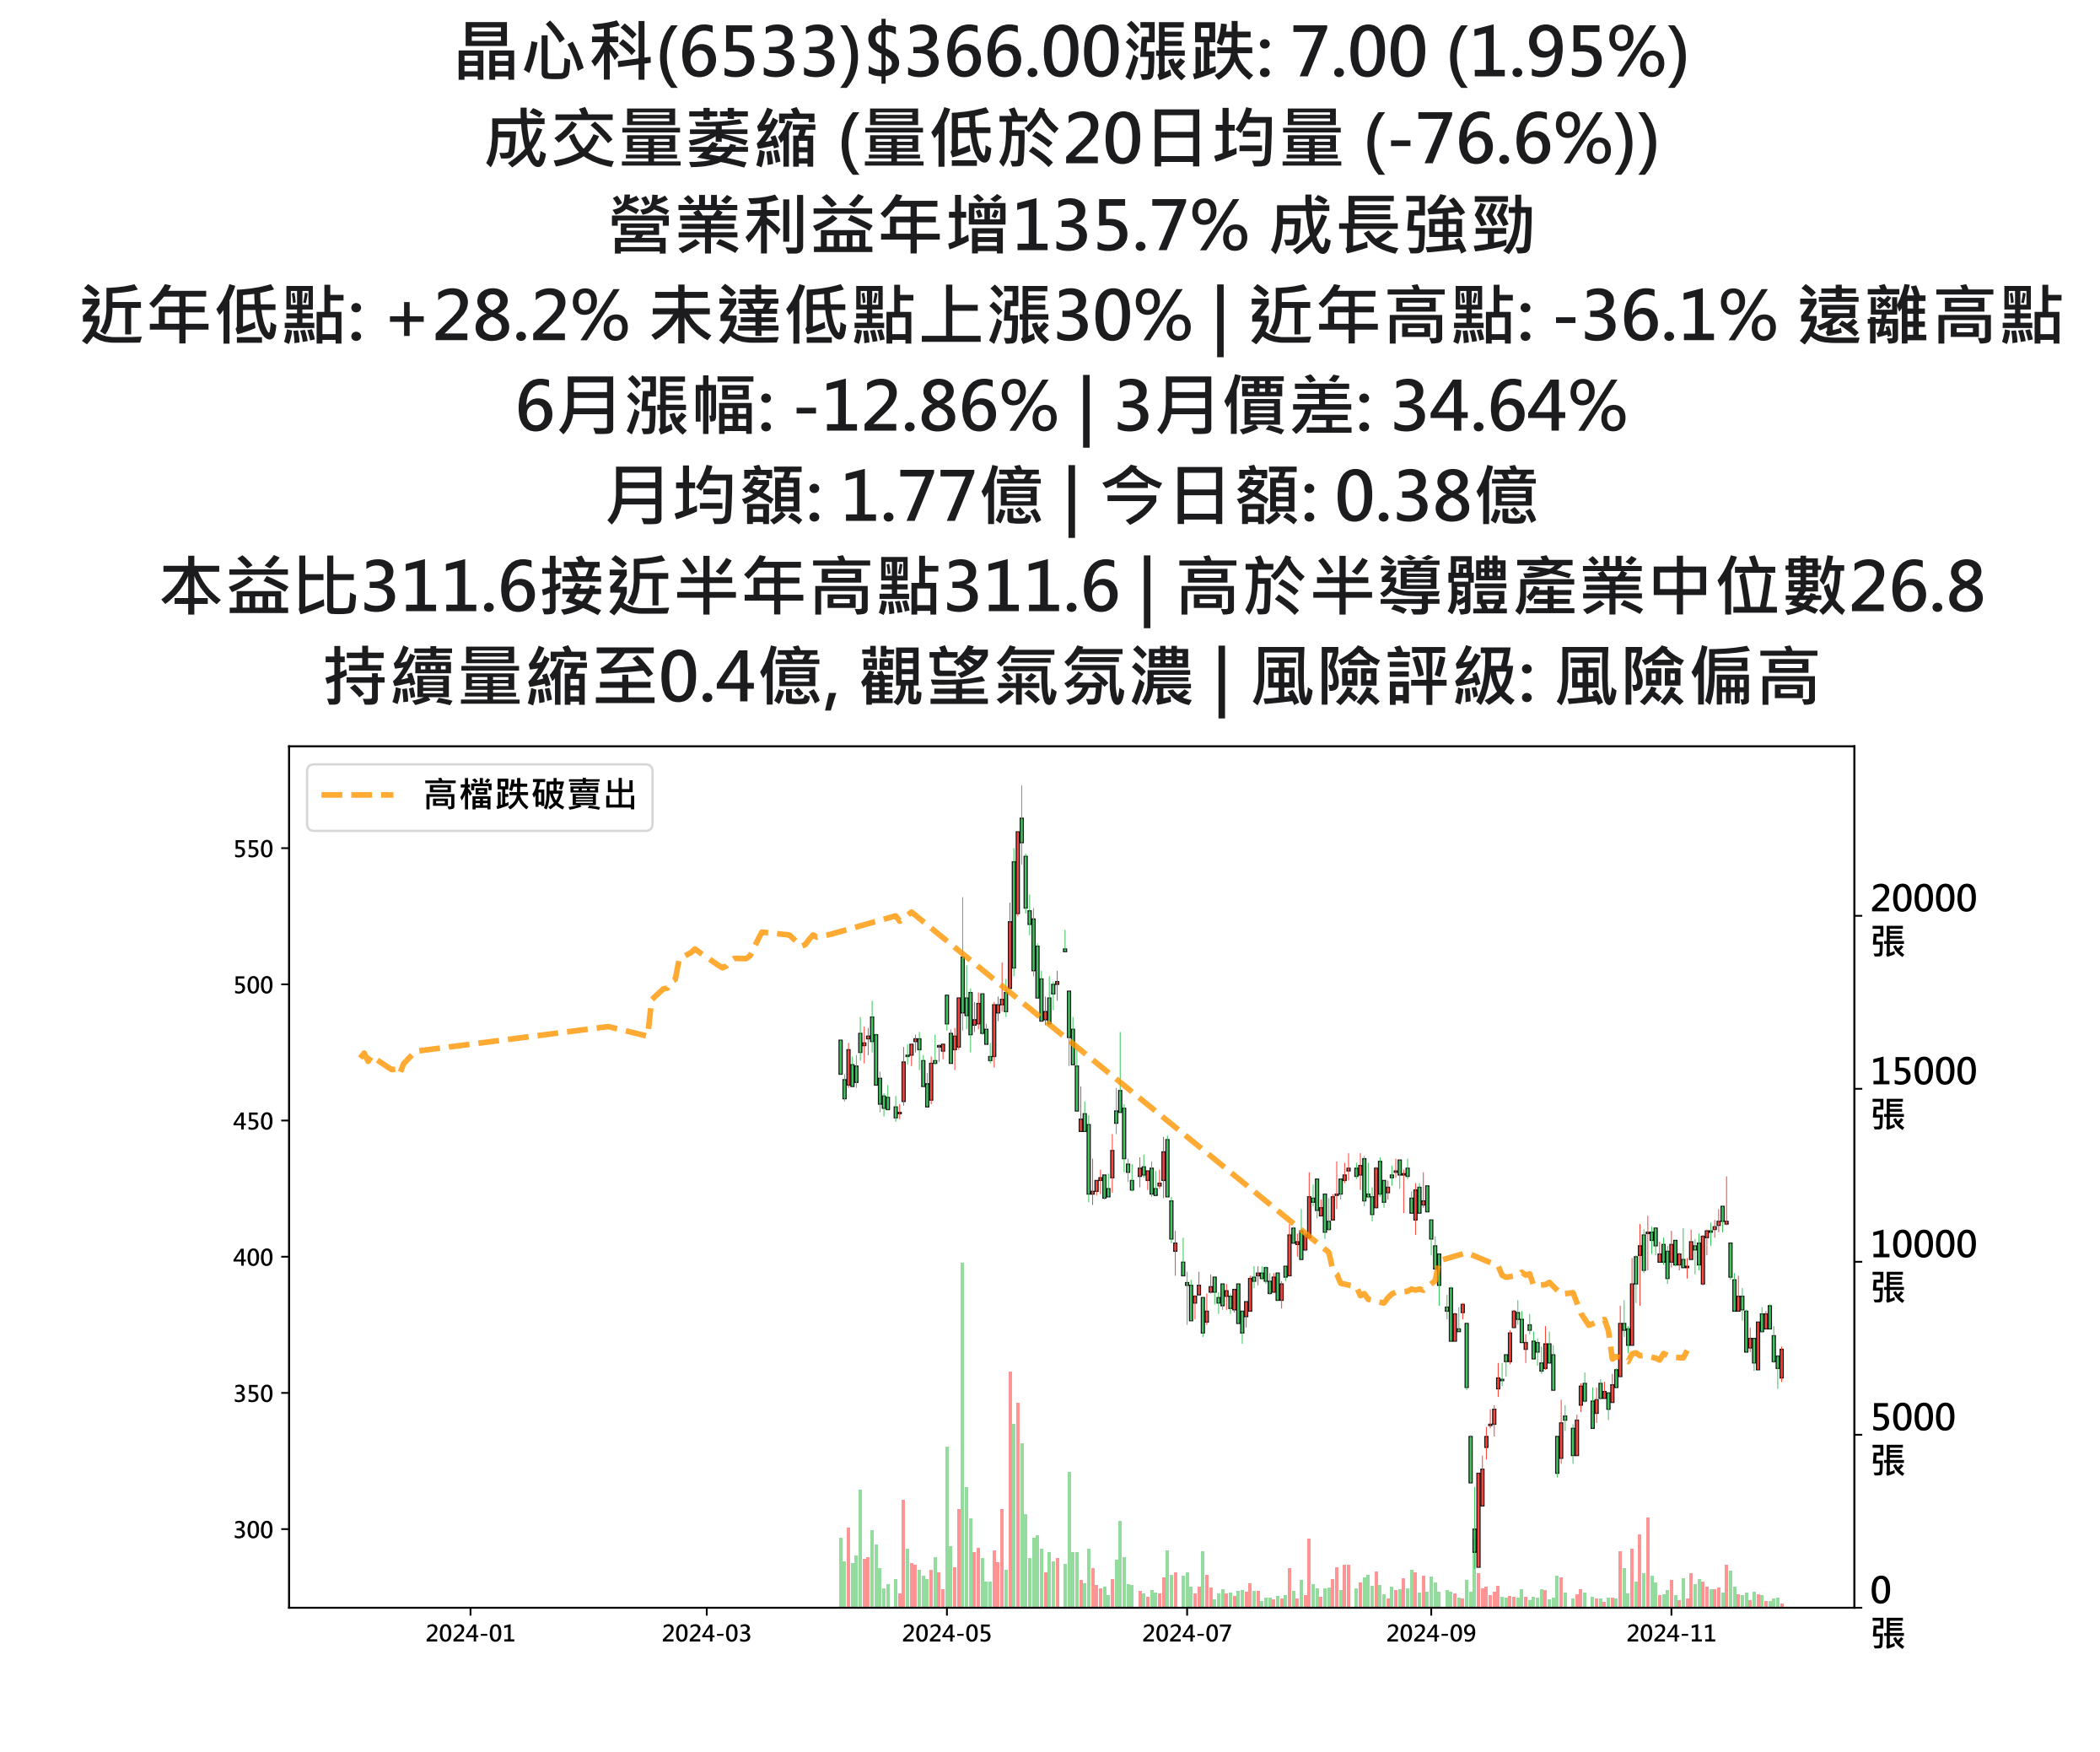 晶心科(6533)$366.00漲跌: 7.00 (1.95%)
成交量萎縮 (量低於20日均量 (-76.6%))
營業利益年增135.7% 成長強勁
近年低點: +28.2% 未達低點上漲30% | 近年高點: -36.1% 遠離高點
6月漲幅: -12.86% | 3月價差: 34.64%
月均額: 1.77億 | 今日額: 0.38億
本益比311.6接近半年高點311.6 | 高於半導體產業中位數26.8
持續量縮至0.4億, 觀望氣氛濃 | 風險評級: 風險偏高
高檔跌破賣出
550
500
450
400
350
300
20000
張
15000
張
10000
張
5000
張
0
張
2024-01
2024-03
2024-05
2024-07
2024-09
2024-11